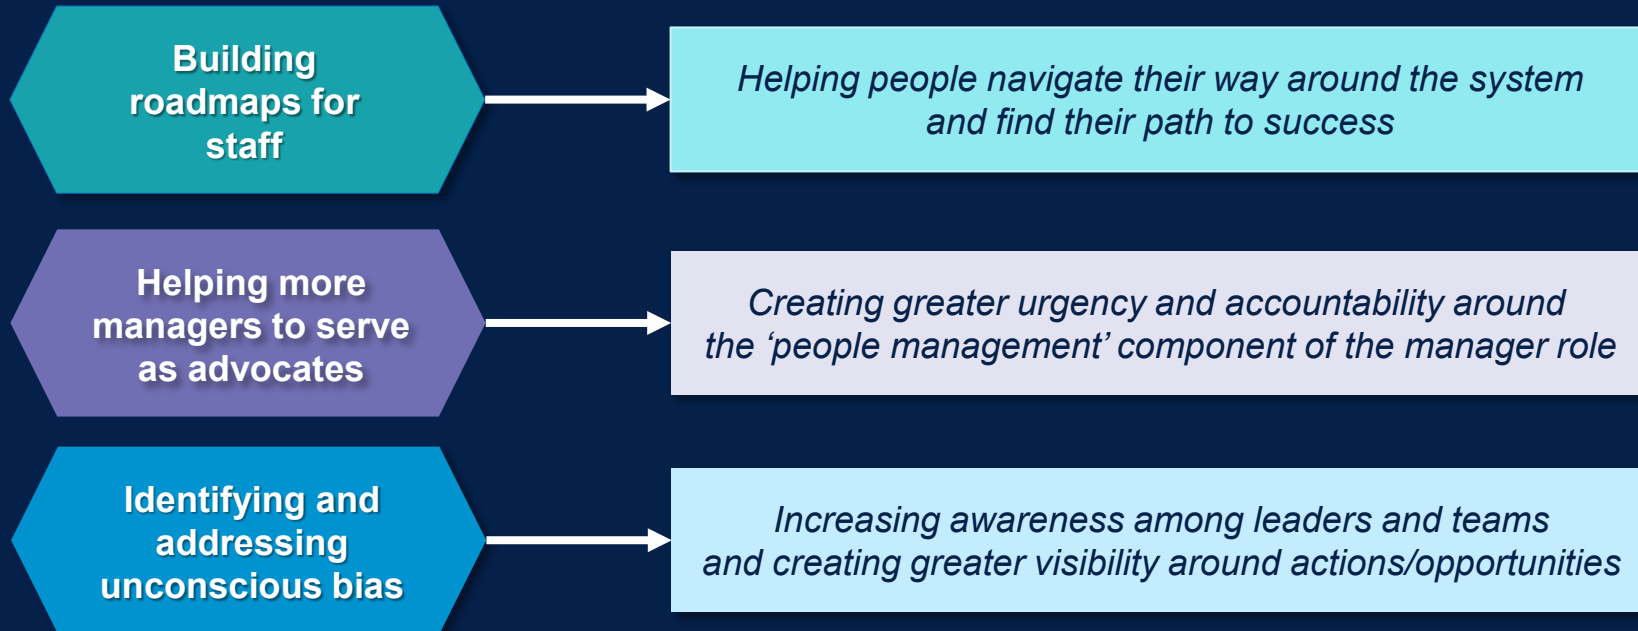 Building
roadmaps for
staff
Helping people navigate their way around the system
and find their path to success
Helping more
managers to serve
as advocates
Creating greater urgency and accountability around
the ‘people management’ component of the manager role
Identifying and
addressing
unconscious bias
Increasing awareness among leaders and teams
and creating greater visibility around actions/opportunities